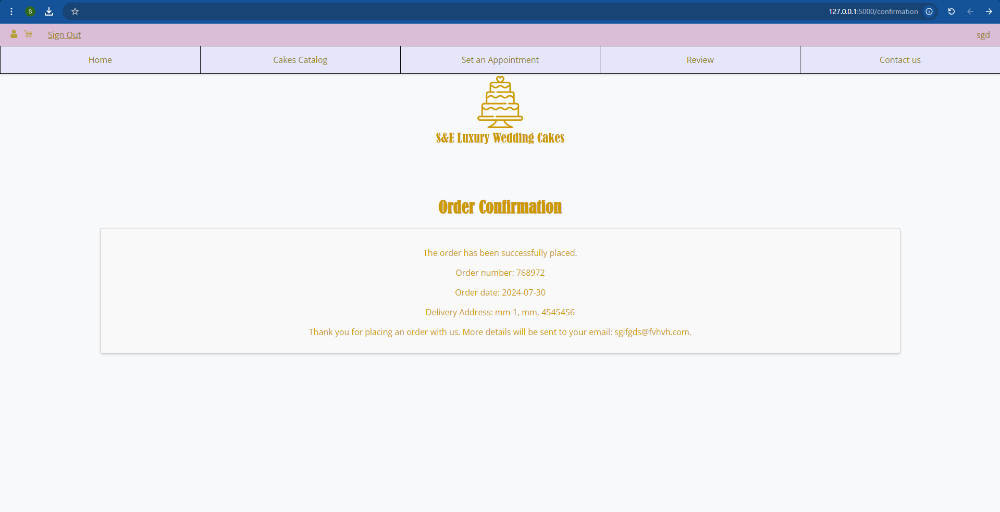 S
127.0.0.1:5000/confirmation
Sign Out
sgd
Home
Cakes Catalog
Set an Appointment
Review
Contact us
S&E Luxury Wedding Cakes
Order Confirmation
The order has been successfully placed.
Order number: 768972
Order date: 2024-07-30
Delivery Address: mm 1, mm, 4545456
Thank you for placing an order with us. More details will be sent to your email: sgifgds@fvhvh.com.